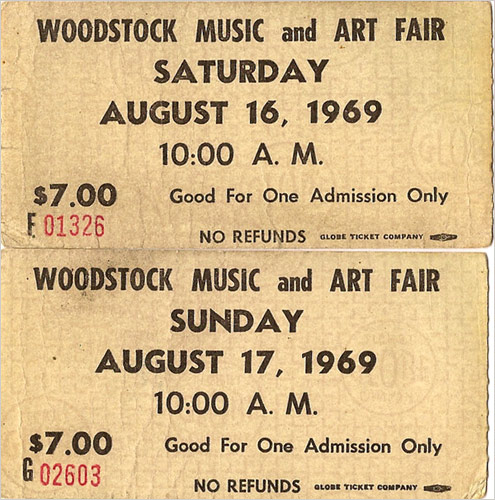 WOODSTOCK MUSIC and ART FAIR
SATURDAY
AUGUST 16, 1969
10:00 A. M.
$7.00 Good For One Admission Only
F 01326
NO REFUNDS GLOBE TICKET COMPANY
WOODSTOCK MUSIC and ART FAIR
SUNDAY
AUGUST 17, 1969
10:00 A. M.
$7.00 Good For One Admission Only
G 02603
NO REFUNDS GLOBE TICKET COMPANY